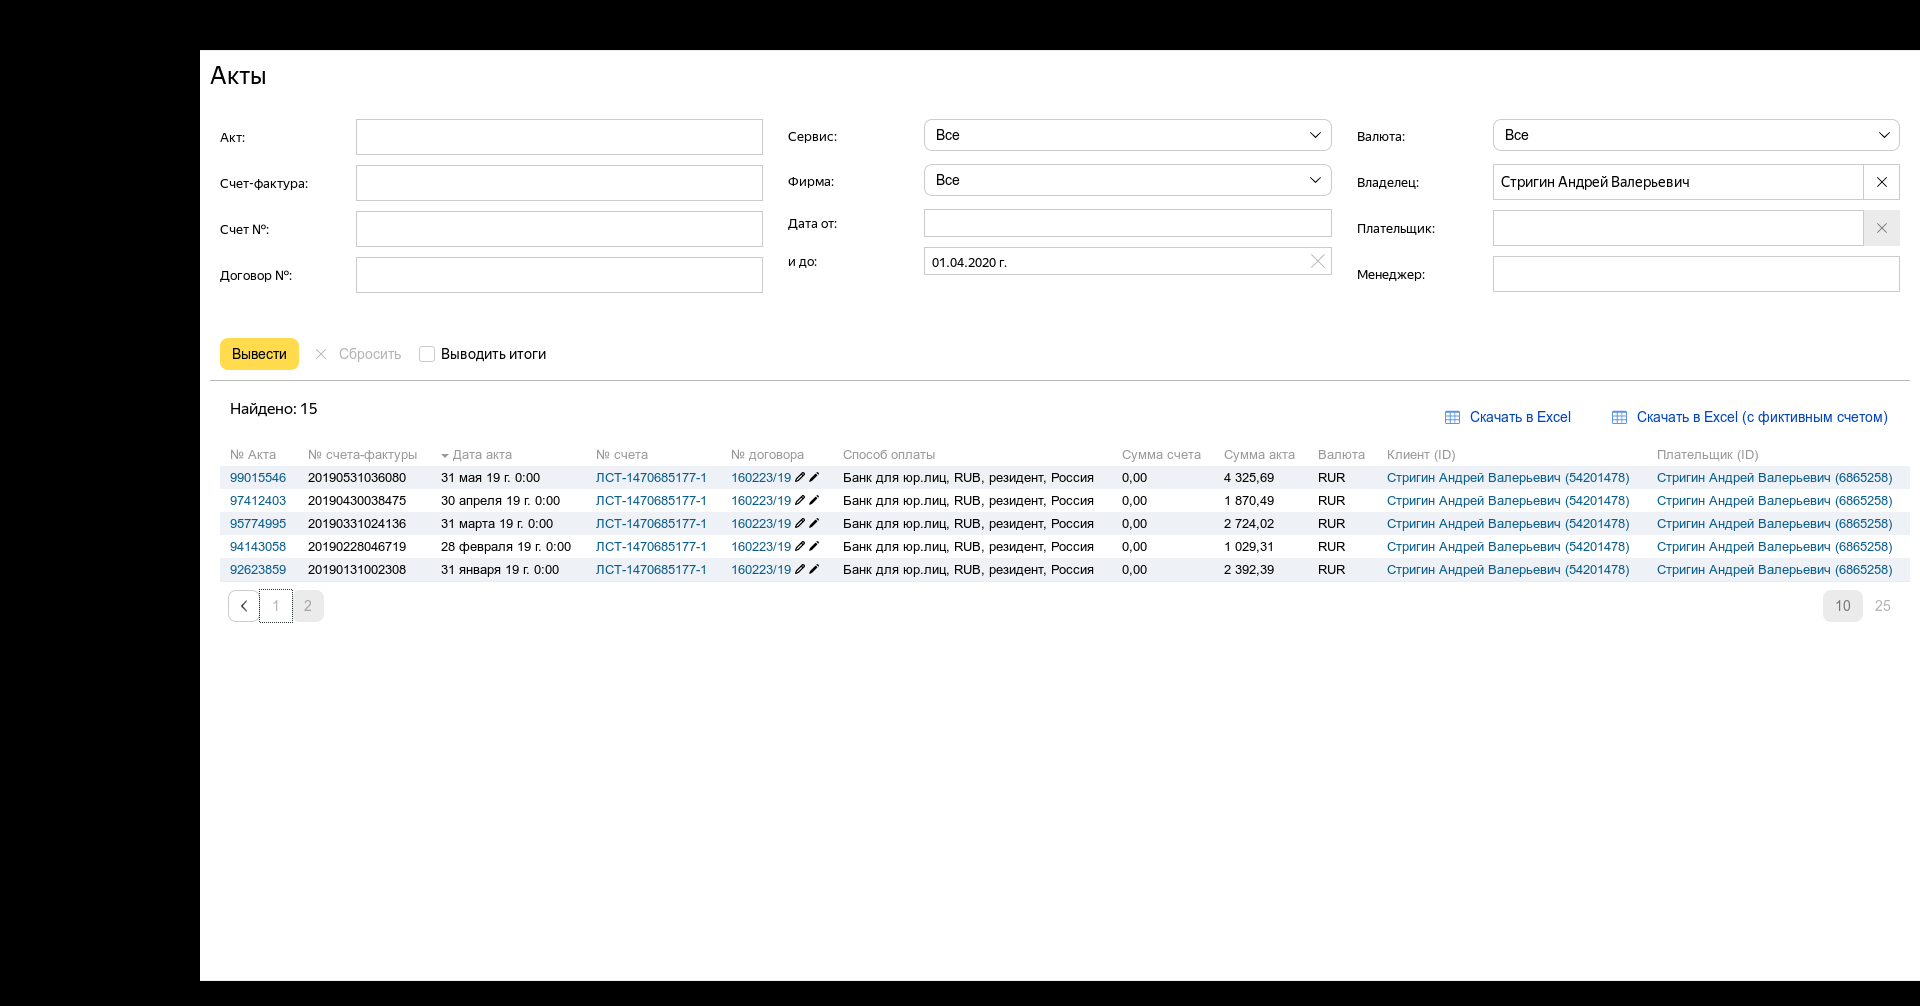 Акты
Акт:
Счет-фактура:
Счет №:
Договор №:
Сервис: Все
Фирма: Все
Дата от:
и до: 01.04.2020 г.
Валюта: Все
Владелец: Стригин Андрей Валерьевич
Плательщик:
Менеджер:
Вывести Сбросить Выводить итоги
Найдено: 15
Скачать в Excel Скачать в Excel (с фиктивным счетом)
№ Акта № счета-фактуры Дата акта № счета № договора Способ оплаты Сумма счета Сумма акта Валюта Клиент (ID) Плательщик (ID)
99015546 20190531036080 31 мая 19 г. 0:00 ЛСТ-1470685177-1 160223/19 Банк для юр.лиц, RUB, резидент, Россия 0,00 4 325,69 RUR Стригин Андрей Валерьевич (54201478) Стригин Андрей Валерьевич (6865258)
97412403 20190430038475 30 апреля 19 г. 0:00 ЛСТ-1470685177-1 160223/19 Банк для юр.лиц, RUB, резидент, Россия 0,00 1 870,49 RUR Стригин Андрей Валерьевич (54201478) Стригин Андрей Валерьевич (6865258)
95774995 20190331024136 31 марта 19 г. 0:00 ЛСТ-1470685177-1 160223/19 Банк для юр.лиц, RUB, резидент, Россия 0,00 2 724,02 RUR Стригин Андрей Валерьевич (54201478) Стригин Андрей Валерьевич (6865258)
94143058 20190228046719 28 февраля 19 г. 0:00 ЛСТ-1470685177-1 160223/19 Банк для юр.лиц, RUB, резидент, Россия 0,00 1 029,31 RUR Стригин Андрей Валерьевич (54201478) Стригин Андрей Валерьевич (6865258)
92623859 20190131002308 31 января 19 г. 0:00 ЛСТ-1470685177-1 160223/19 Банк для юр.лиц, RUB, резидент, Россия 0,00 2 392,39 RUR Стригин Андрей Валерьевич (54201478) Стригин Андрей Валерьевич (6865258)
1 2 10 25